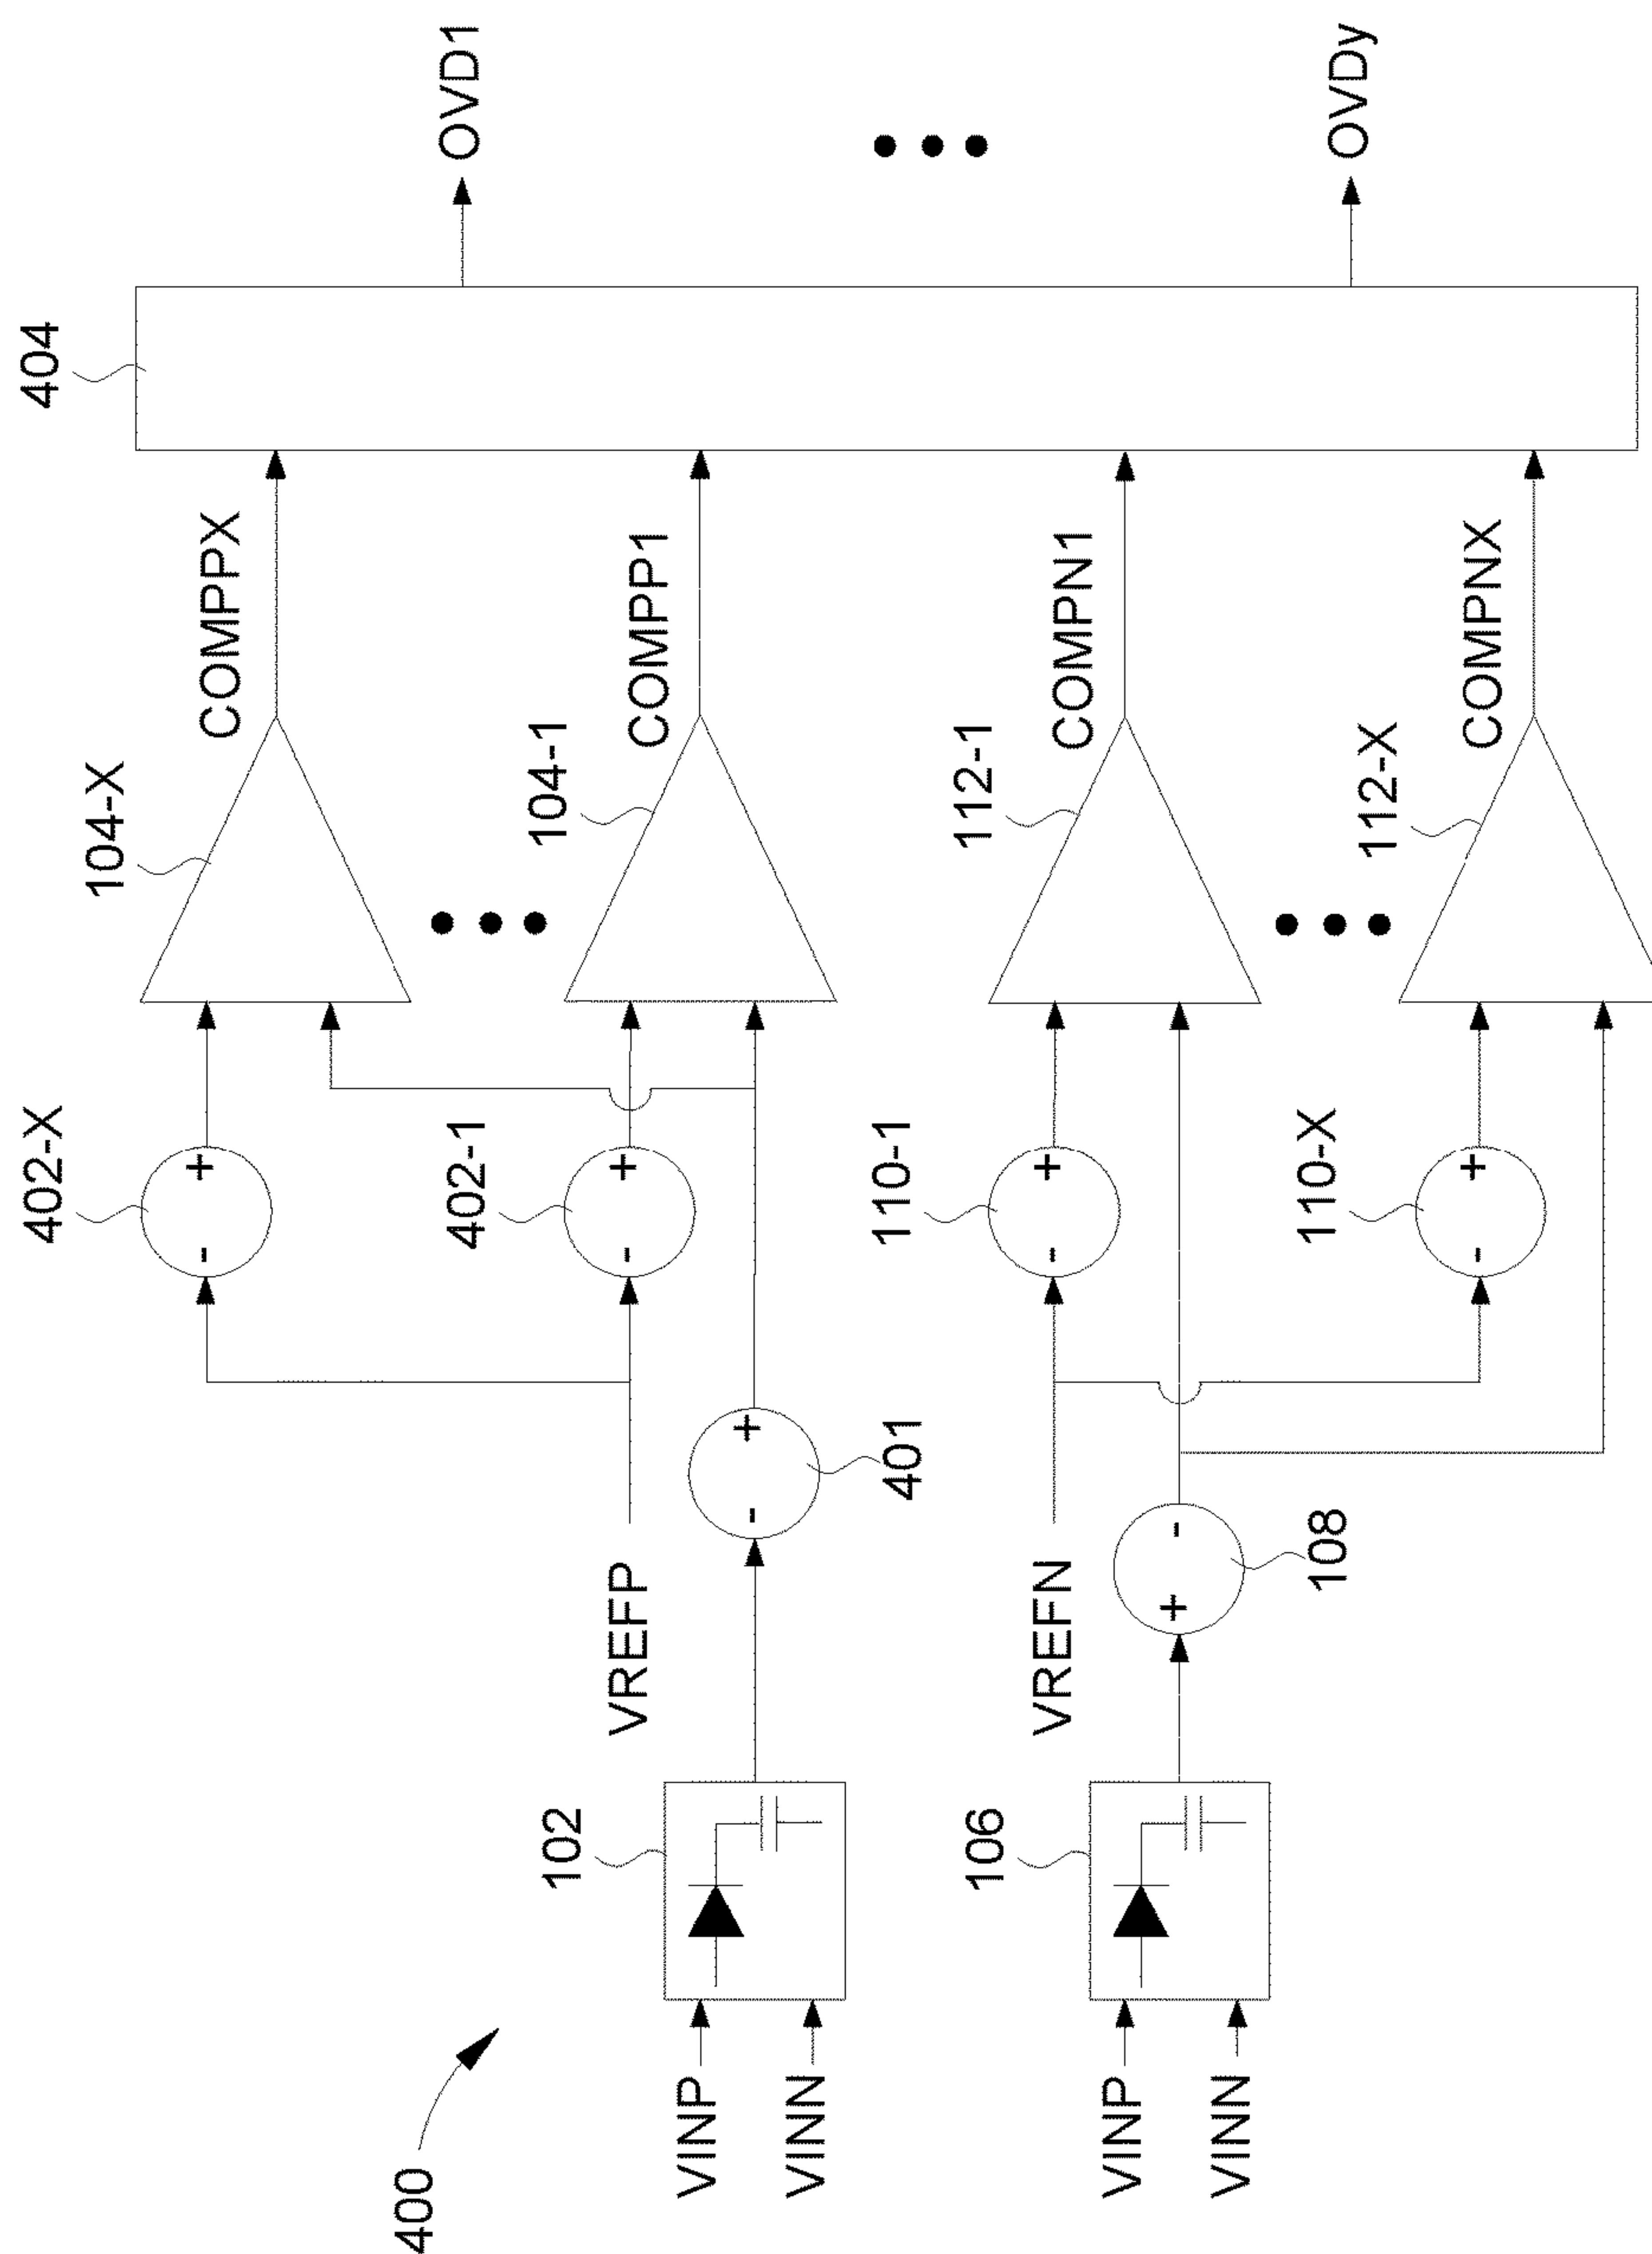 400
VINP
VINN
102
VREFP
401
402-X
- +
402-1
- +
- +
104-X
104-1
COMPPX
COMPP1
404
OVD1
VINP
VINN
106
VREFN
108
+ -
110-1
- +
110-X
- +
112-1
112-X
COMPN1
COMPNX
OVDy